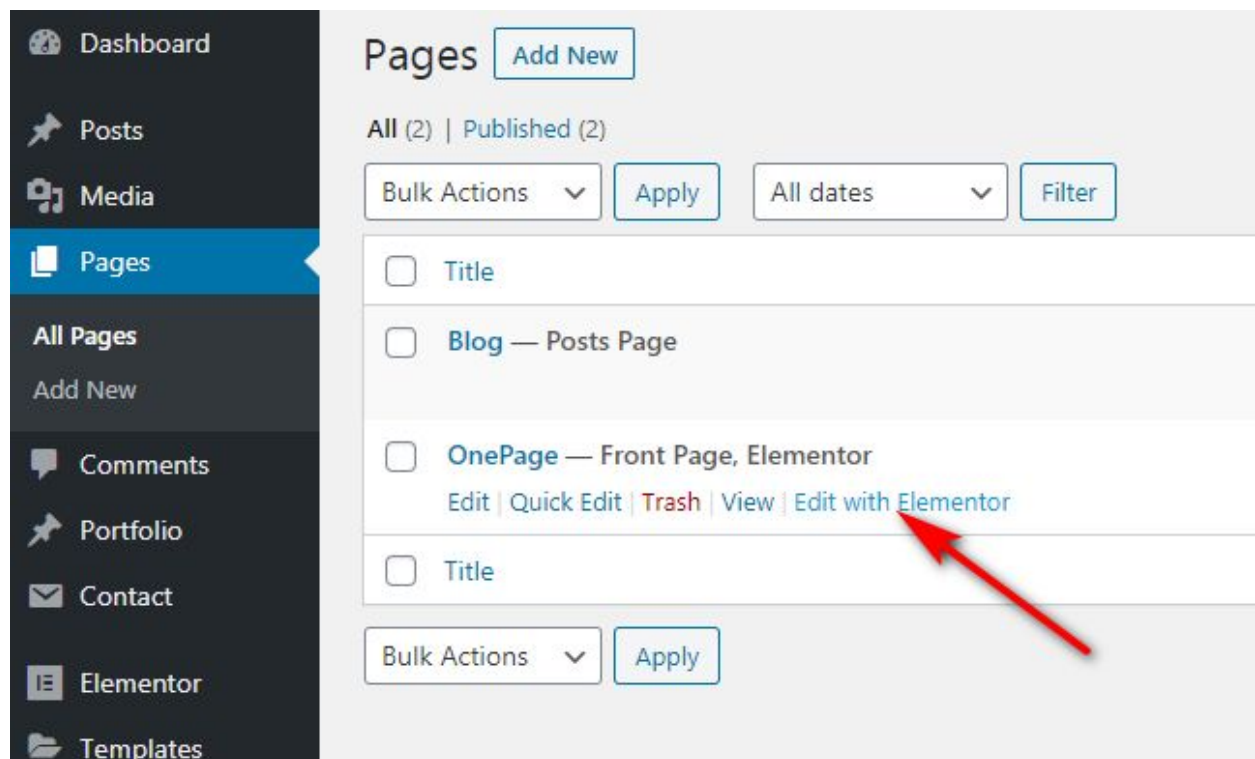 Dashboard
Posts
Media
Pages
All Pages
Add New
Comments
Portfolio
Contact
Elementor
Templates
Pages Add New
All (2) | Published (2)
Bulk Actions Apply All dates Filter
Title
Blog — Posts Page
OnePage — Front Page, Elementor
Edit | Quick Edit | Trash | View | Edit with Elementor
Title
Bulk Actions Apply